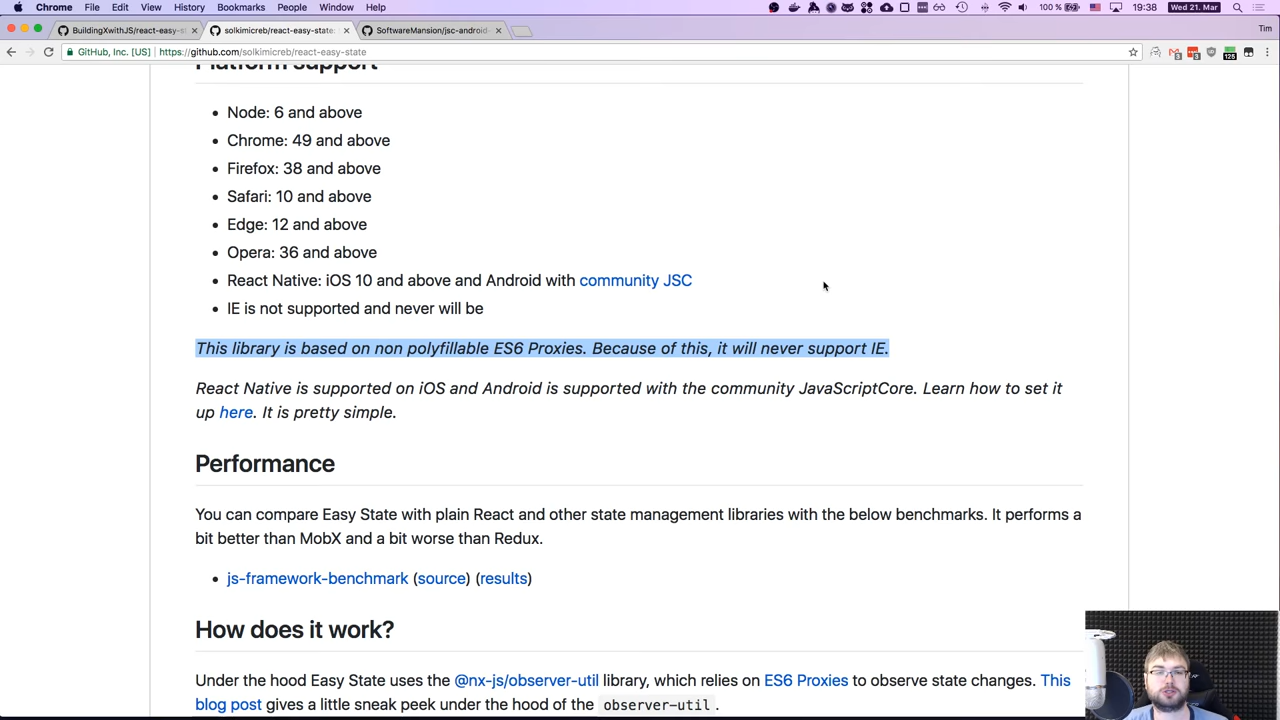 Chrome File Edit View History Bookmarks People Window Help 100 % 19:38 Wed 21. Mar
BuildingXwithJS/react-easy-s × solkimicreb/react-easy-state: × SoftwareMansion/jsc-android- × Tim
GitHub, Inc. [US] https://github.com/solkimicreb/react-easy-state
Platform support
Node: 6 and above
Chrome: 49 and above
Firefox: 38 and above
Safari: 10 and above
Edge: 12 and above
Opera: 36 and above
React Native: iOS 10 and above and Android with community JSC
IE is not supported and never will be
This library is based on non polyfillable ES6 Proxies. Because of this, it will never support IE.
React Native is supported on iOS and Android is supported with the community JavaScriptCore. Learn how to set it
up here. It is pretty simple.
Performance
You can compare Easy State with plain React and other state management libraries with the below benchmarks. It performs a
bit better than MobX and a bit worse than Redux.
js-framework-benchmark (source) (results)
How does it work?
Under the hood Easy State uses the @nx-js/observer-util library, which relies on ES6 Proxies to observe state changes. This
blog post gives a little sneak peek under the hood of the observer-util .